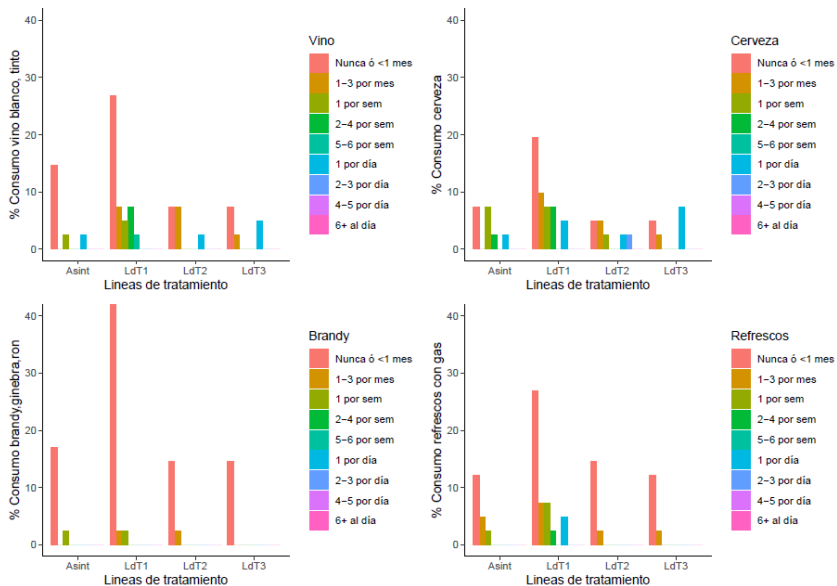 % Consumo vino blanco, tinto
40
30
20
10
0
Asint LdT1 LdT2 LdT3
Lineas de tratamiento
Vino
Nunca ó <1 mes
1−3 por mes
1 por sem
2−4 por sem
5−6 por sem
1 por día
2−3 por día
4−5 por día
6+ al día
% Consumo cerveza
40
30
20
10
0
Asint LdT1 LdT2 LdT3
Lineas de tratamiento
Cerveza
Nunca ó <1 mes
1−3 por mes
1 por sem
2−4 por sem
5−6 por sem
1 por día
2−3 por día
4−5 por día
6+ al día
% Consumo brandy,ginebra,ron
40
30
20
10
0
Asint LdT1 LdT2 LdT3
Lineas de tratamiento
Brandy
Nunca ó <1 mes
1−3 por mes
1 por sem
2−4 por sem
5−6 por sem
1 por día
2−3 por día
4−5 por día
6+ al día
% Consumo refrescos con gas
40
30
20
10
0
Asint LdT1 LdT2 LdT3
Lineas de tratamiento
Refrescos
Nunca ó <1 mes
1−3 por mes
1 por sem
2−4 por sem
5−6 por sem
1 por día
2−3 por día
4−5 por día
6+ al día